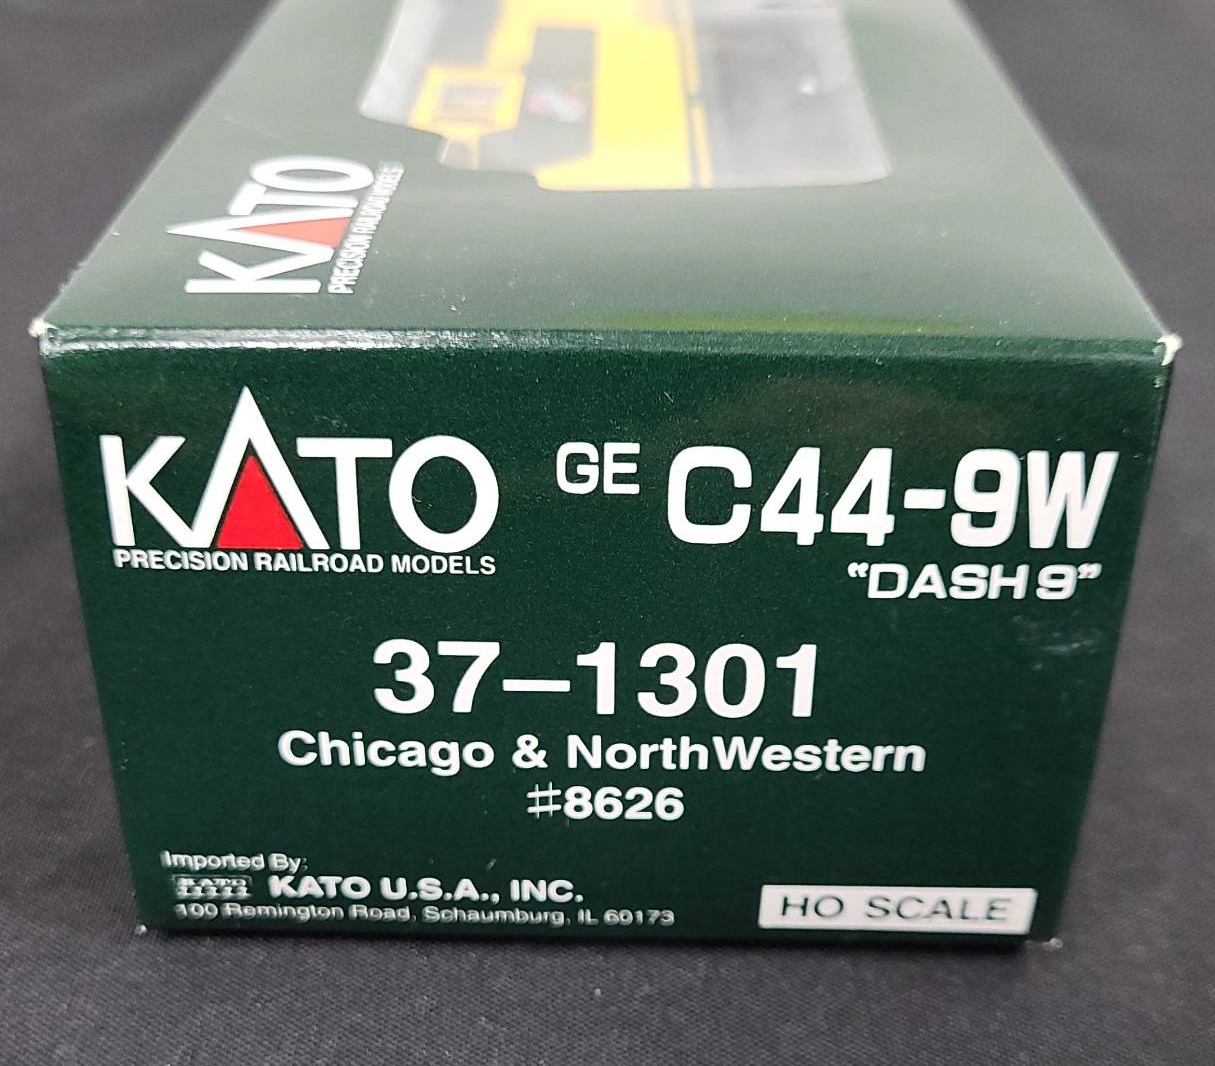 KATO
PRECISION RAILROAD MODELS
KATO
PRECISION RAILROAD MODELS
GE C44-9W
“DASH 9”
37-1301
Chicago & NorthWestern
#8626
Imported By:
KATO
KATO U.S.A., INC.
100 Remington Road, Schaumburg, IL 60173
HO SCALE